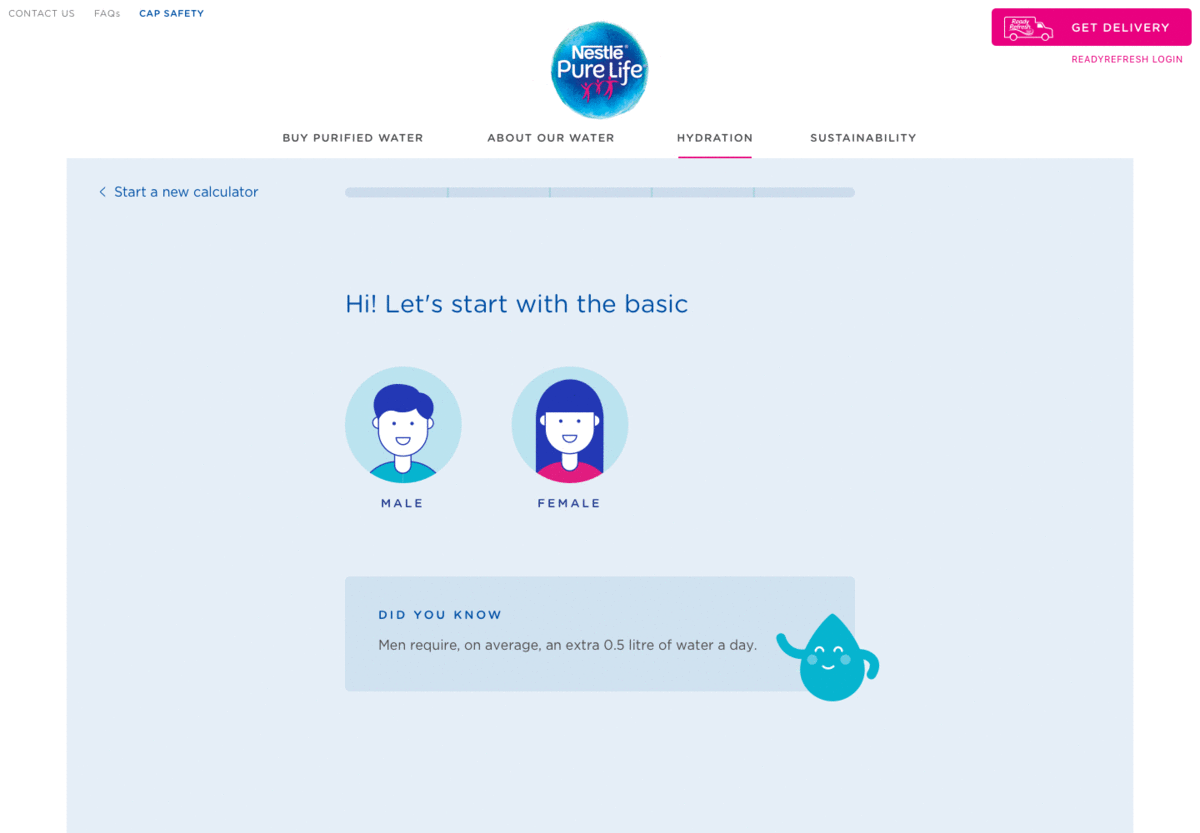 CONTACT US
FAQs
CAP SAFETY
Ready
Refresh
GET DELIVERY
READYREFRESH LOGIN
Nestlé
Pure Life
BUY PURIFIED WATER
ABOUT OUR WATER
HYDRATION
SUSTAINABILITY
Start a new calculator
Hi! Let's start with the basic
MALE
FEMALE
DID YOU KNOW
Men require, on average, an extra 0.5 litre of water a day.